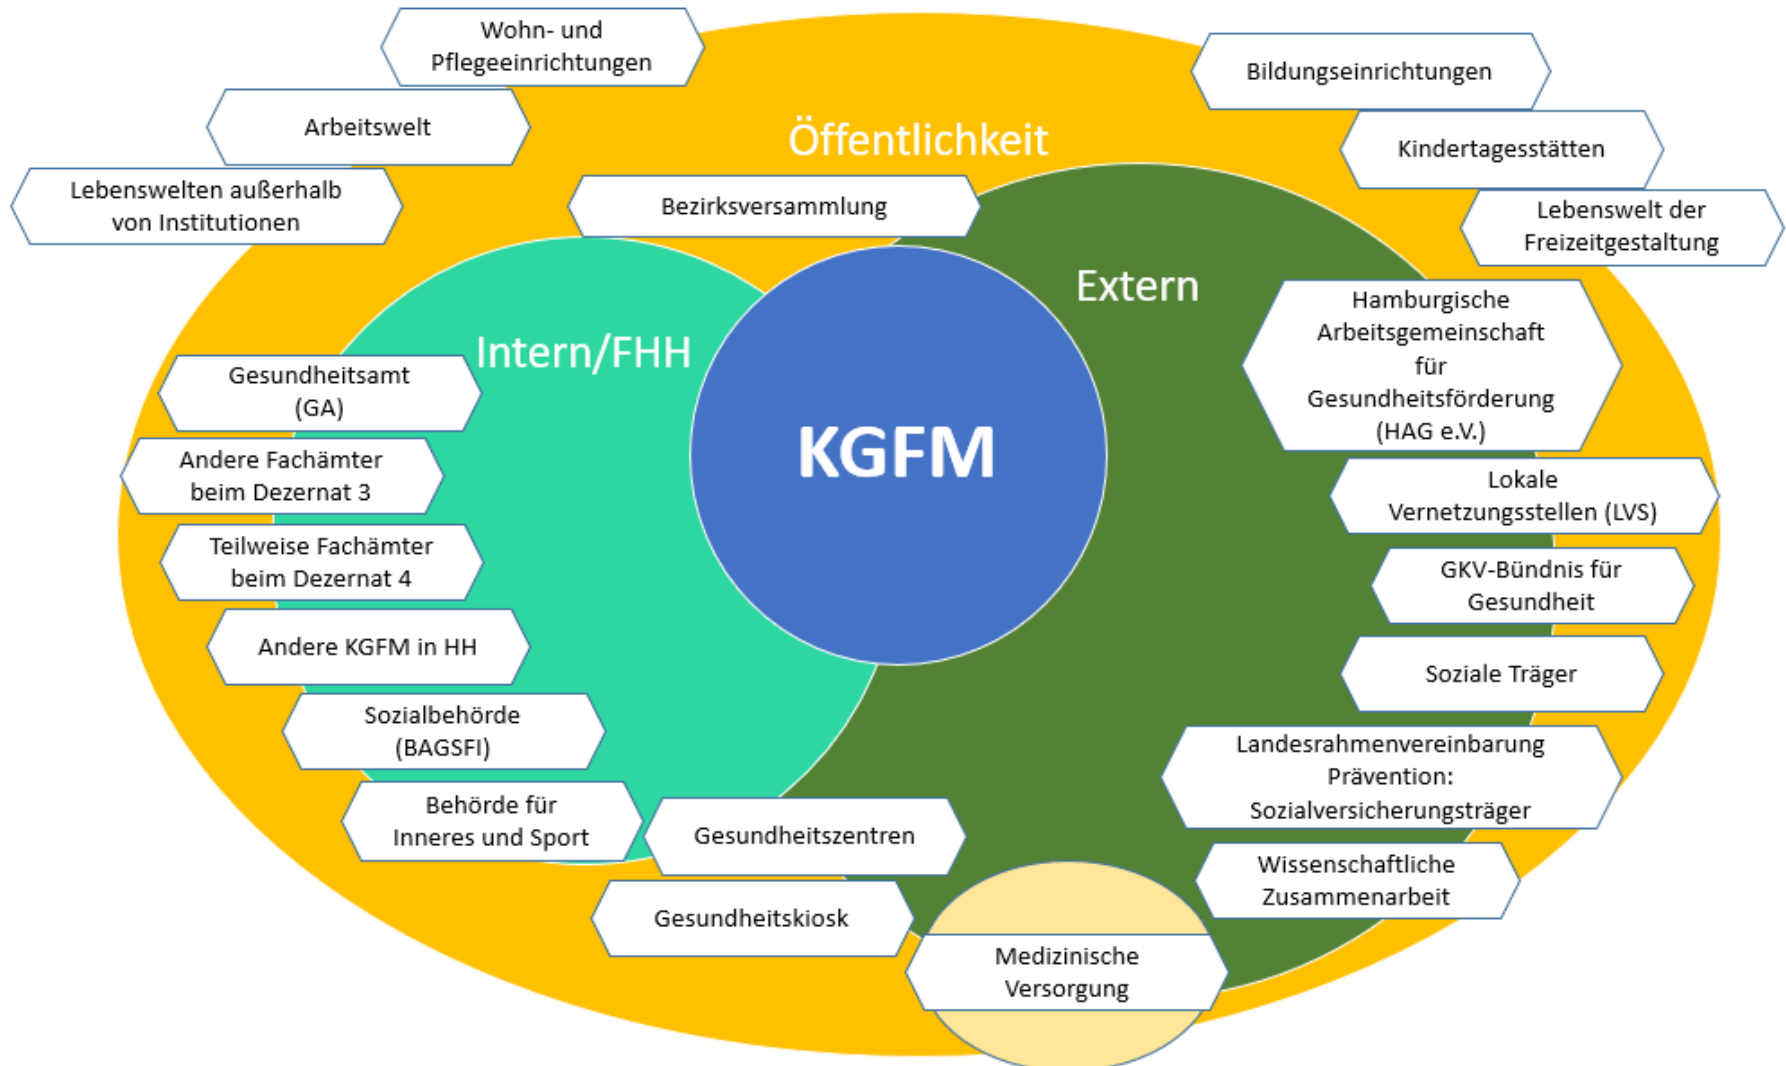 Wohn- und
Pflegeeinrichtungen
Arbeitswelt
Lebenswelten außerhalb
von Institutionen
Bildungseinrichtungen
Kindertagesstätten
Lebenswelt der
Freizeitgestaltung
Öffentlichkeit
Bezirksversammlung
Extern
Intern/FHH
KGFM
Gesundheitsamt
(GA)
Andere Fachämter
beim Dezernat 3
Teilweise Fachämter
beim Dezernat 4
Andere KGFM in HH
Sozialbehörde
(BAGSFI)
Behörde für
Inneres und Sport
Gesundheitszentren
Gesundheitskiosk
Medizinische
Versorgung
Hamburgische
Arbeitsgemeinschaft
für
Gesundheitsförderung
(HAG e.V.)
Lokale
Vernetzungsstellen (LVS)
GKV-Bündnis für
Gesundheit
Soziale Träger
Landesrahmenvereinbarung
Prävention:
Sozialversicherungsträger
Wissenschaftliche
Zusammenarbeit